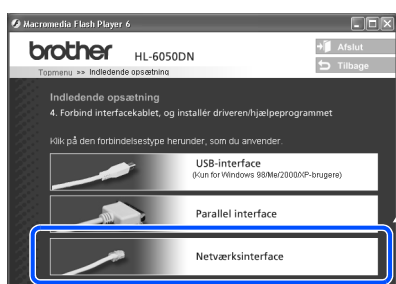 Macromedia Flash Player 6
brother HL-6050DN
Afslut
Tilbage
Topmenu >> Indledende opsætning
Indledende opsætning
4. Forbind interfacekablet, og installér driveren/hjælpeprogrammet
Klik på den forbindelsestype herunder, som du anvender.
USB-interface
(Kun for Windows 98/Me/2000/XP-brugere)
Parallel interface
Netværksinterface